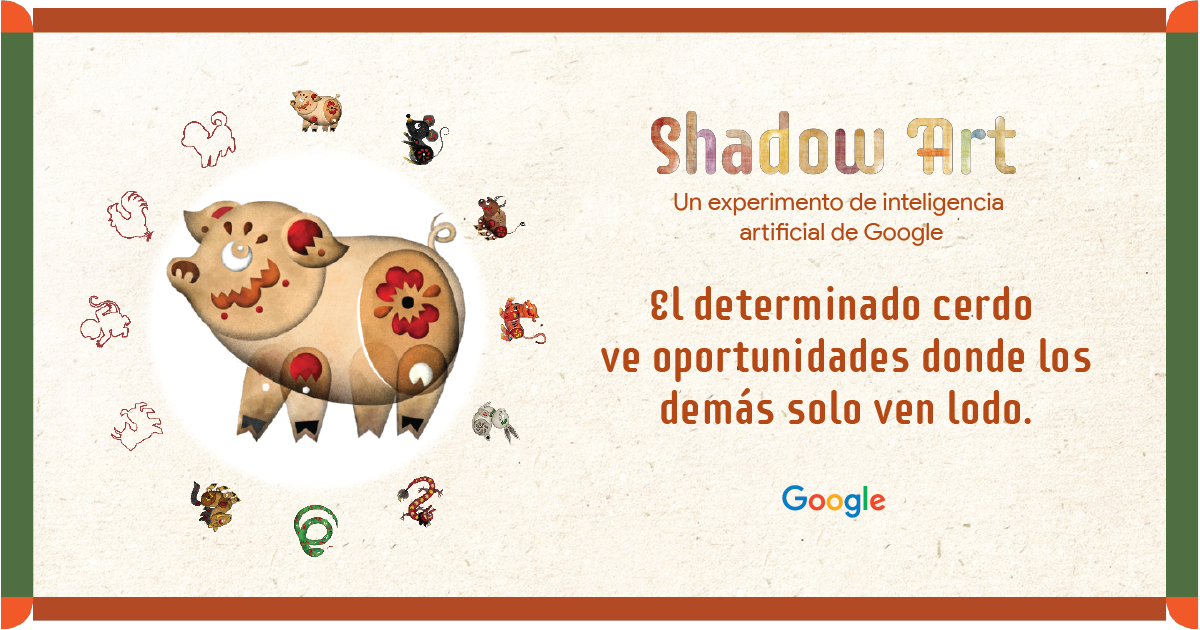 Shadow Art
Un experimento de inteligencia
artificial de Google
El determinado cerdo
ve oportunidades donde los
demás solo ven lodo.
Google